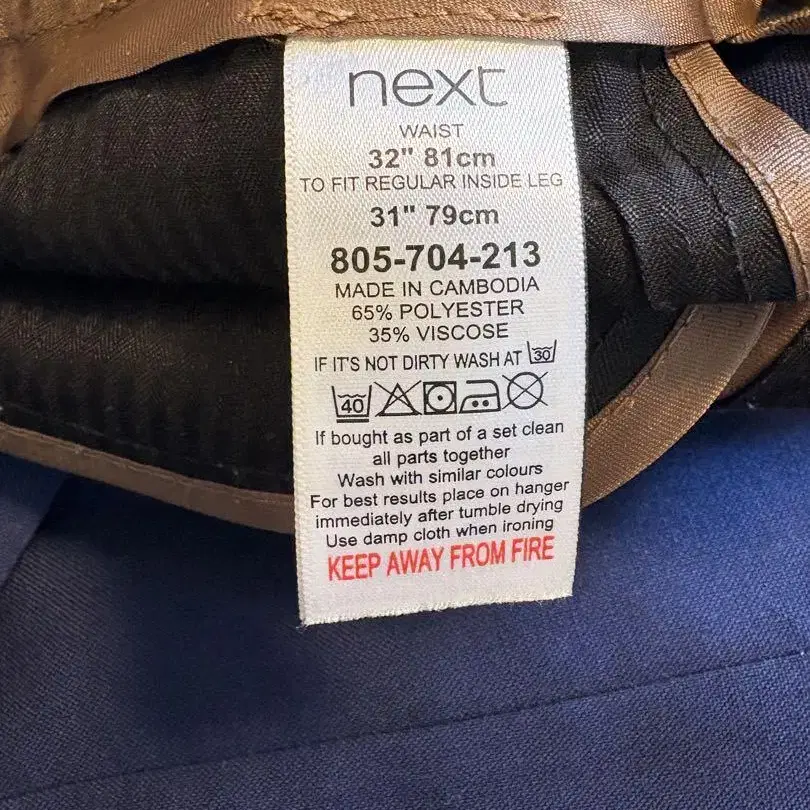 next
WAIST
32" 81cm
TO FIT REGULAR INSIDE LEG
31" 79cm
805-704-213
MADE IN CAMBODIA
65% POLYESTER
35% VISCOSE
IF IT'S NOT DIRTY WASH AT 30
40
If bought as part of a set clean
all parts together
Wash with similar colours
For best results place on hanger
immediately after tumble drying
Use damp cloth when ironing
KEEP AWAY FROM FIRE